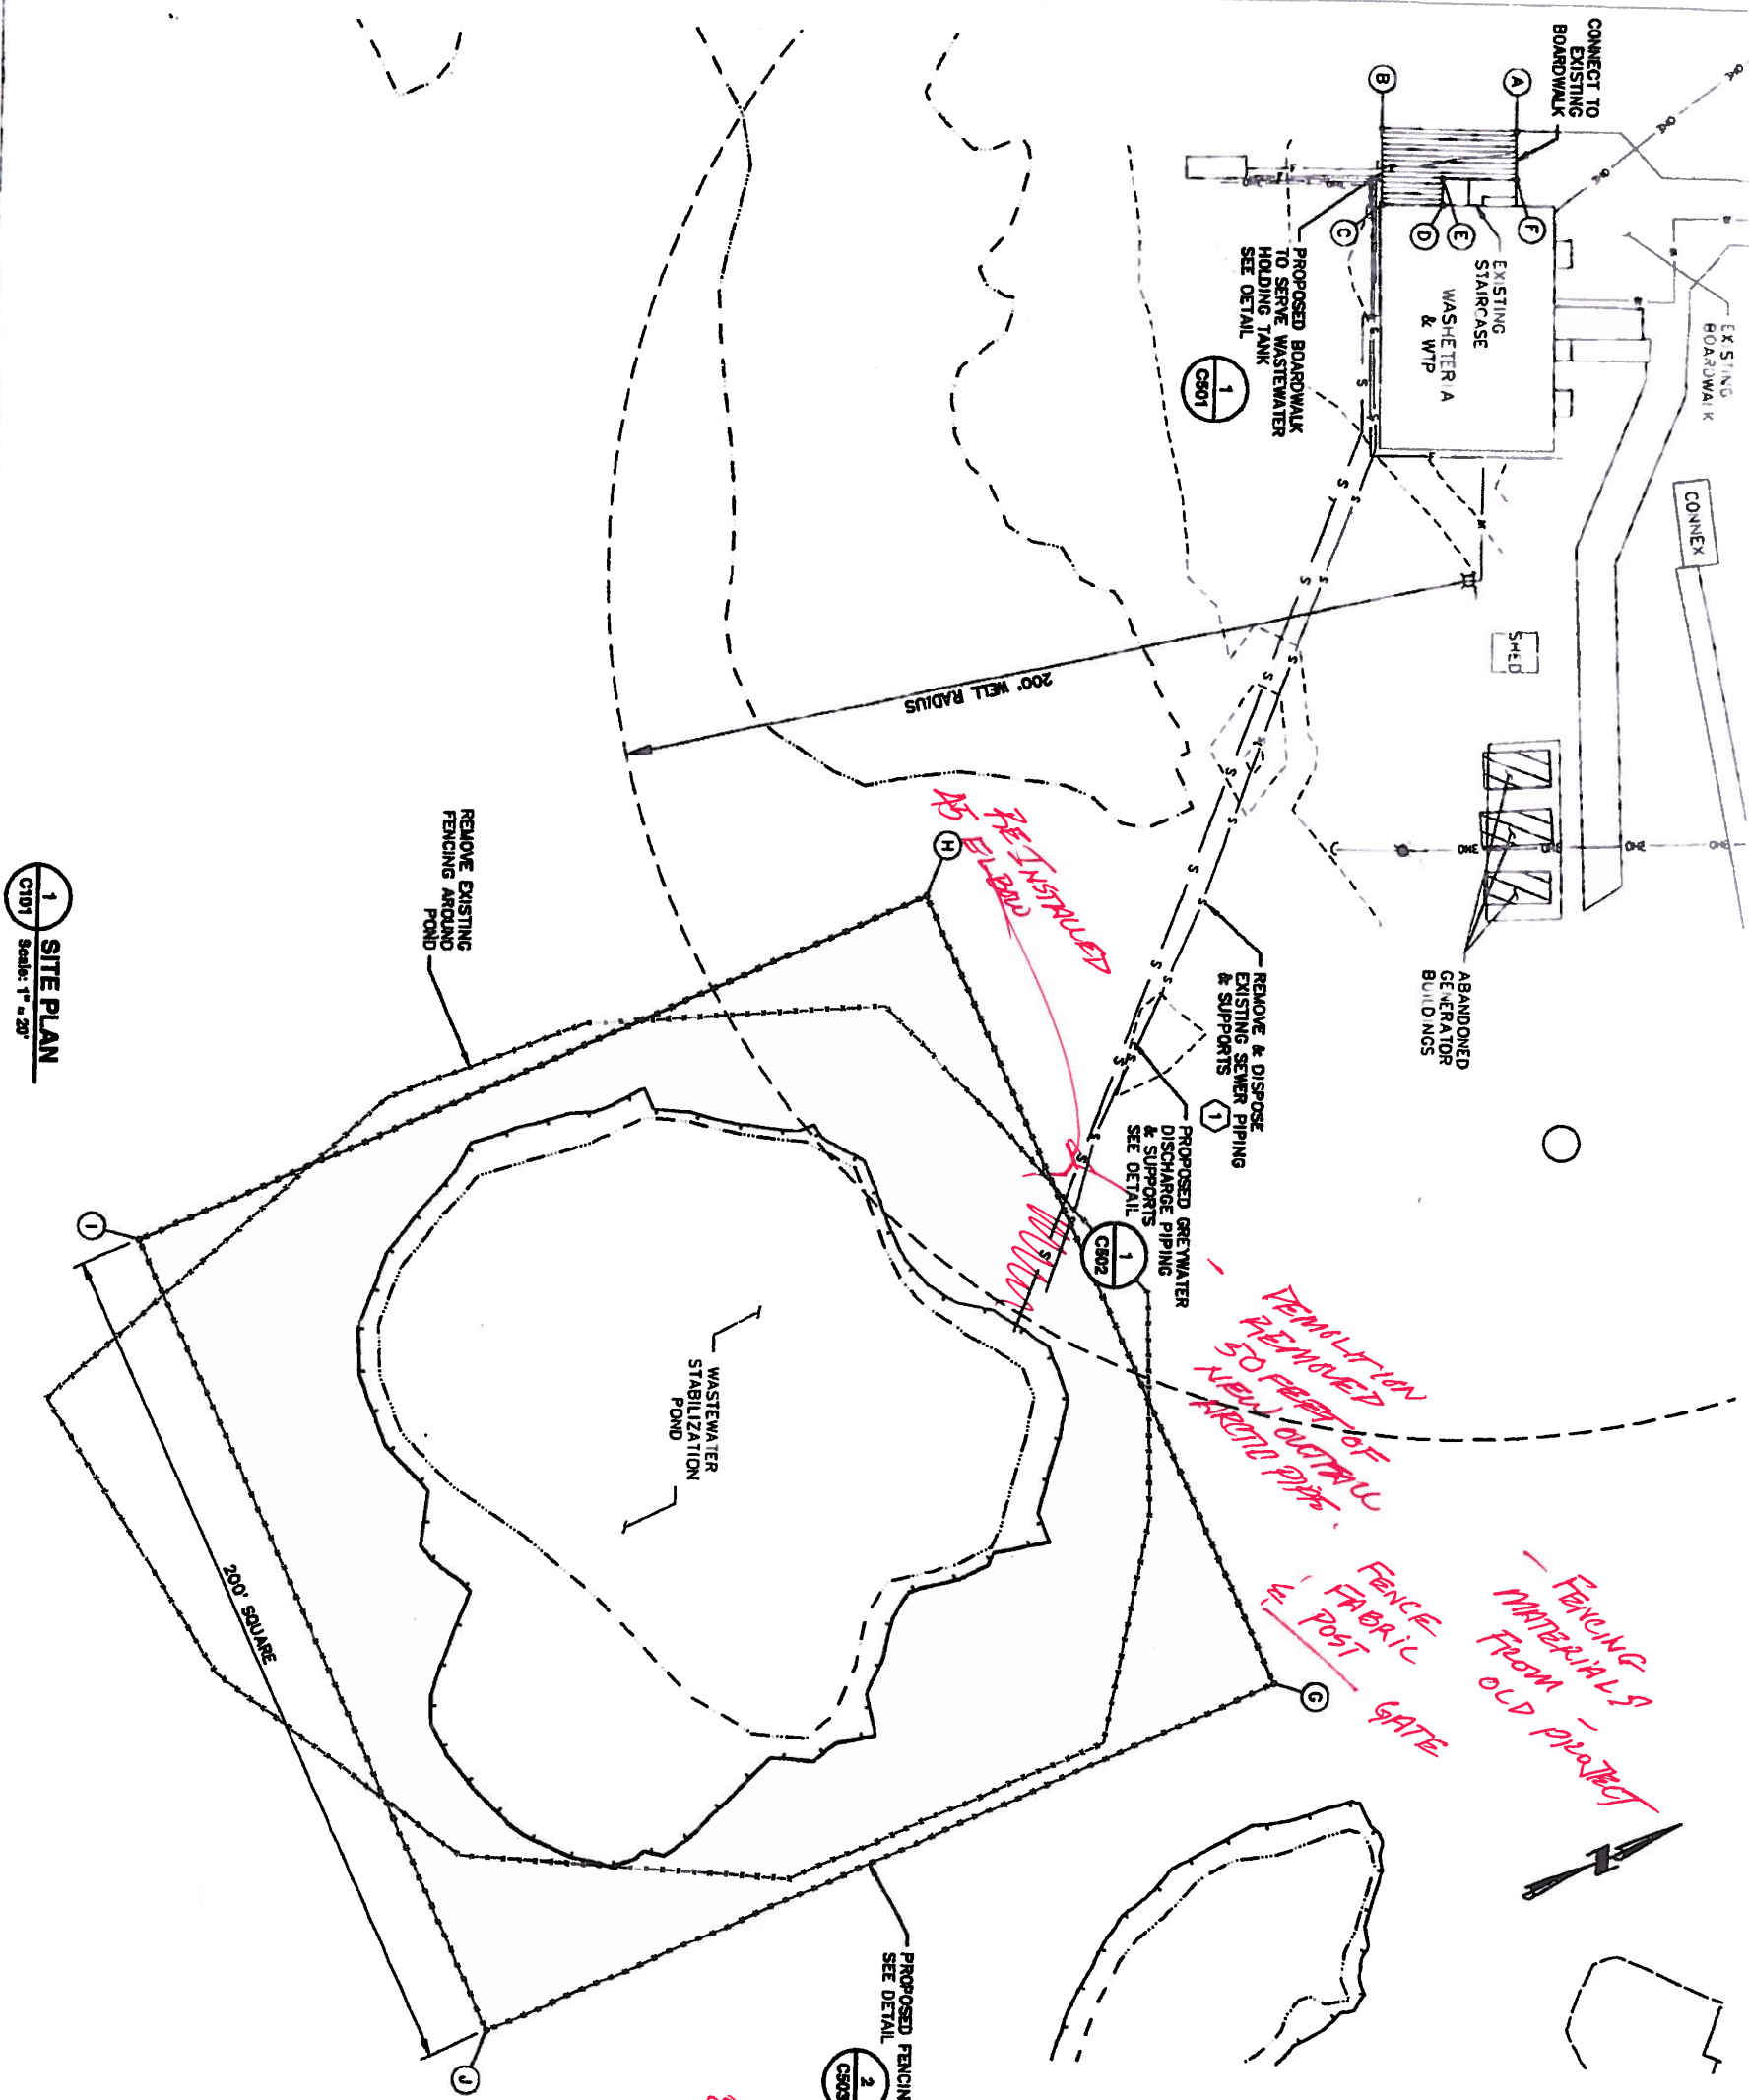 CONNECT TO
EXISTING
BOARDWALK
A
B
C
D
E
F
EXISTING
STAIRCASE
WASHETERIA
& WTP
EXISTING
BOARDWALK
CONNEX
SHED
PROPOSED BOARDWALK
TO SERVE WASTEWATER
HOLDING TANK
SEE DETAIL
1
C501
200' WELL RADIUS
ABANDONED
GENERATOR
BUILDINGS
OHE
REMOVE & DISPOSE
EXISTING SEWER PIPING
& SUPPORTS
1
PROPOSED GREYWATER
DISCHARGE PIPING
& SUPPORTS
SEE DETAIL
1
C502
RE INSTALLED
45 ELBOW
H
REMOVE EXISTING
FENCING AROUND
POND
WASTEWATER
STABILIZATION
POND
DEMOLITION
REMOVED
50 FEET OF
NEW OUTFALL
ARCTIC PIPE.
FENCING
MATERIALS
FROM
OLD PROJECT
FENCE
FABRIC
& POST
GATE
G
N
I
200' SQUARE
J
PROPOSED FENCIN
SEE DETAIL
2
C503
1
C101
SITE PLAN
Scale: 1" = 20'